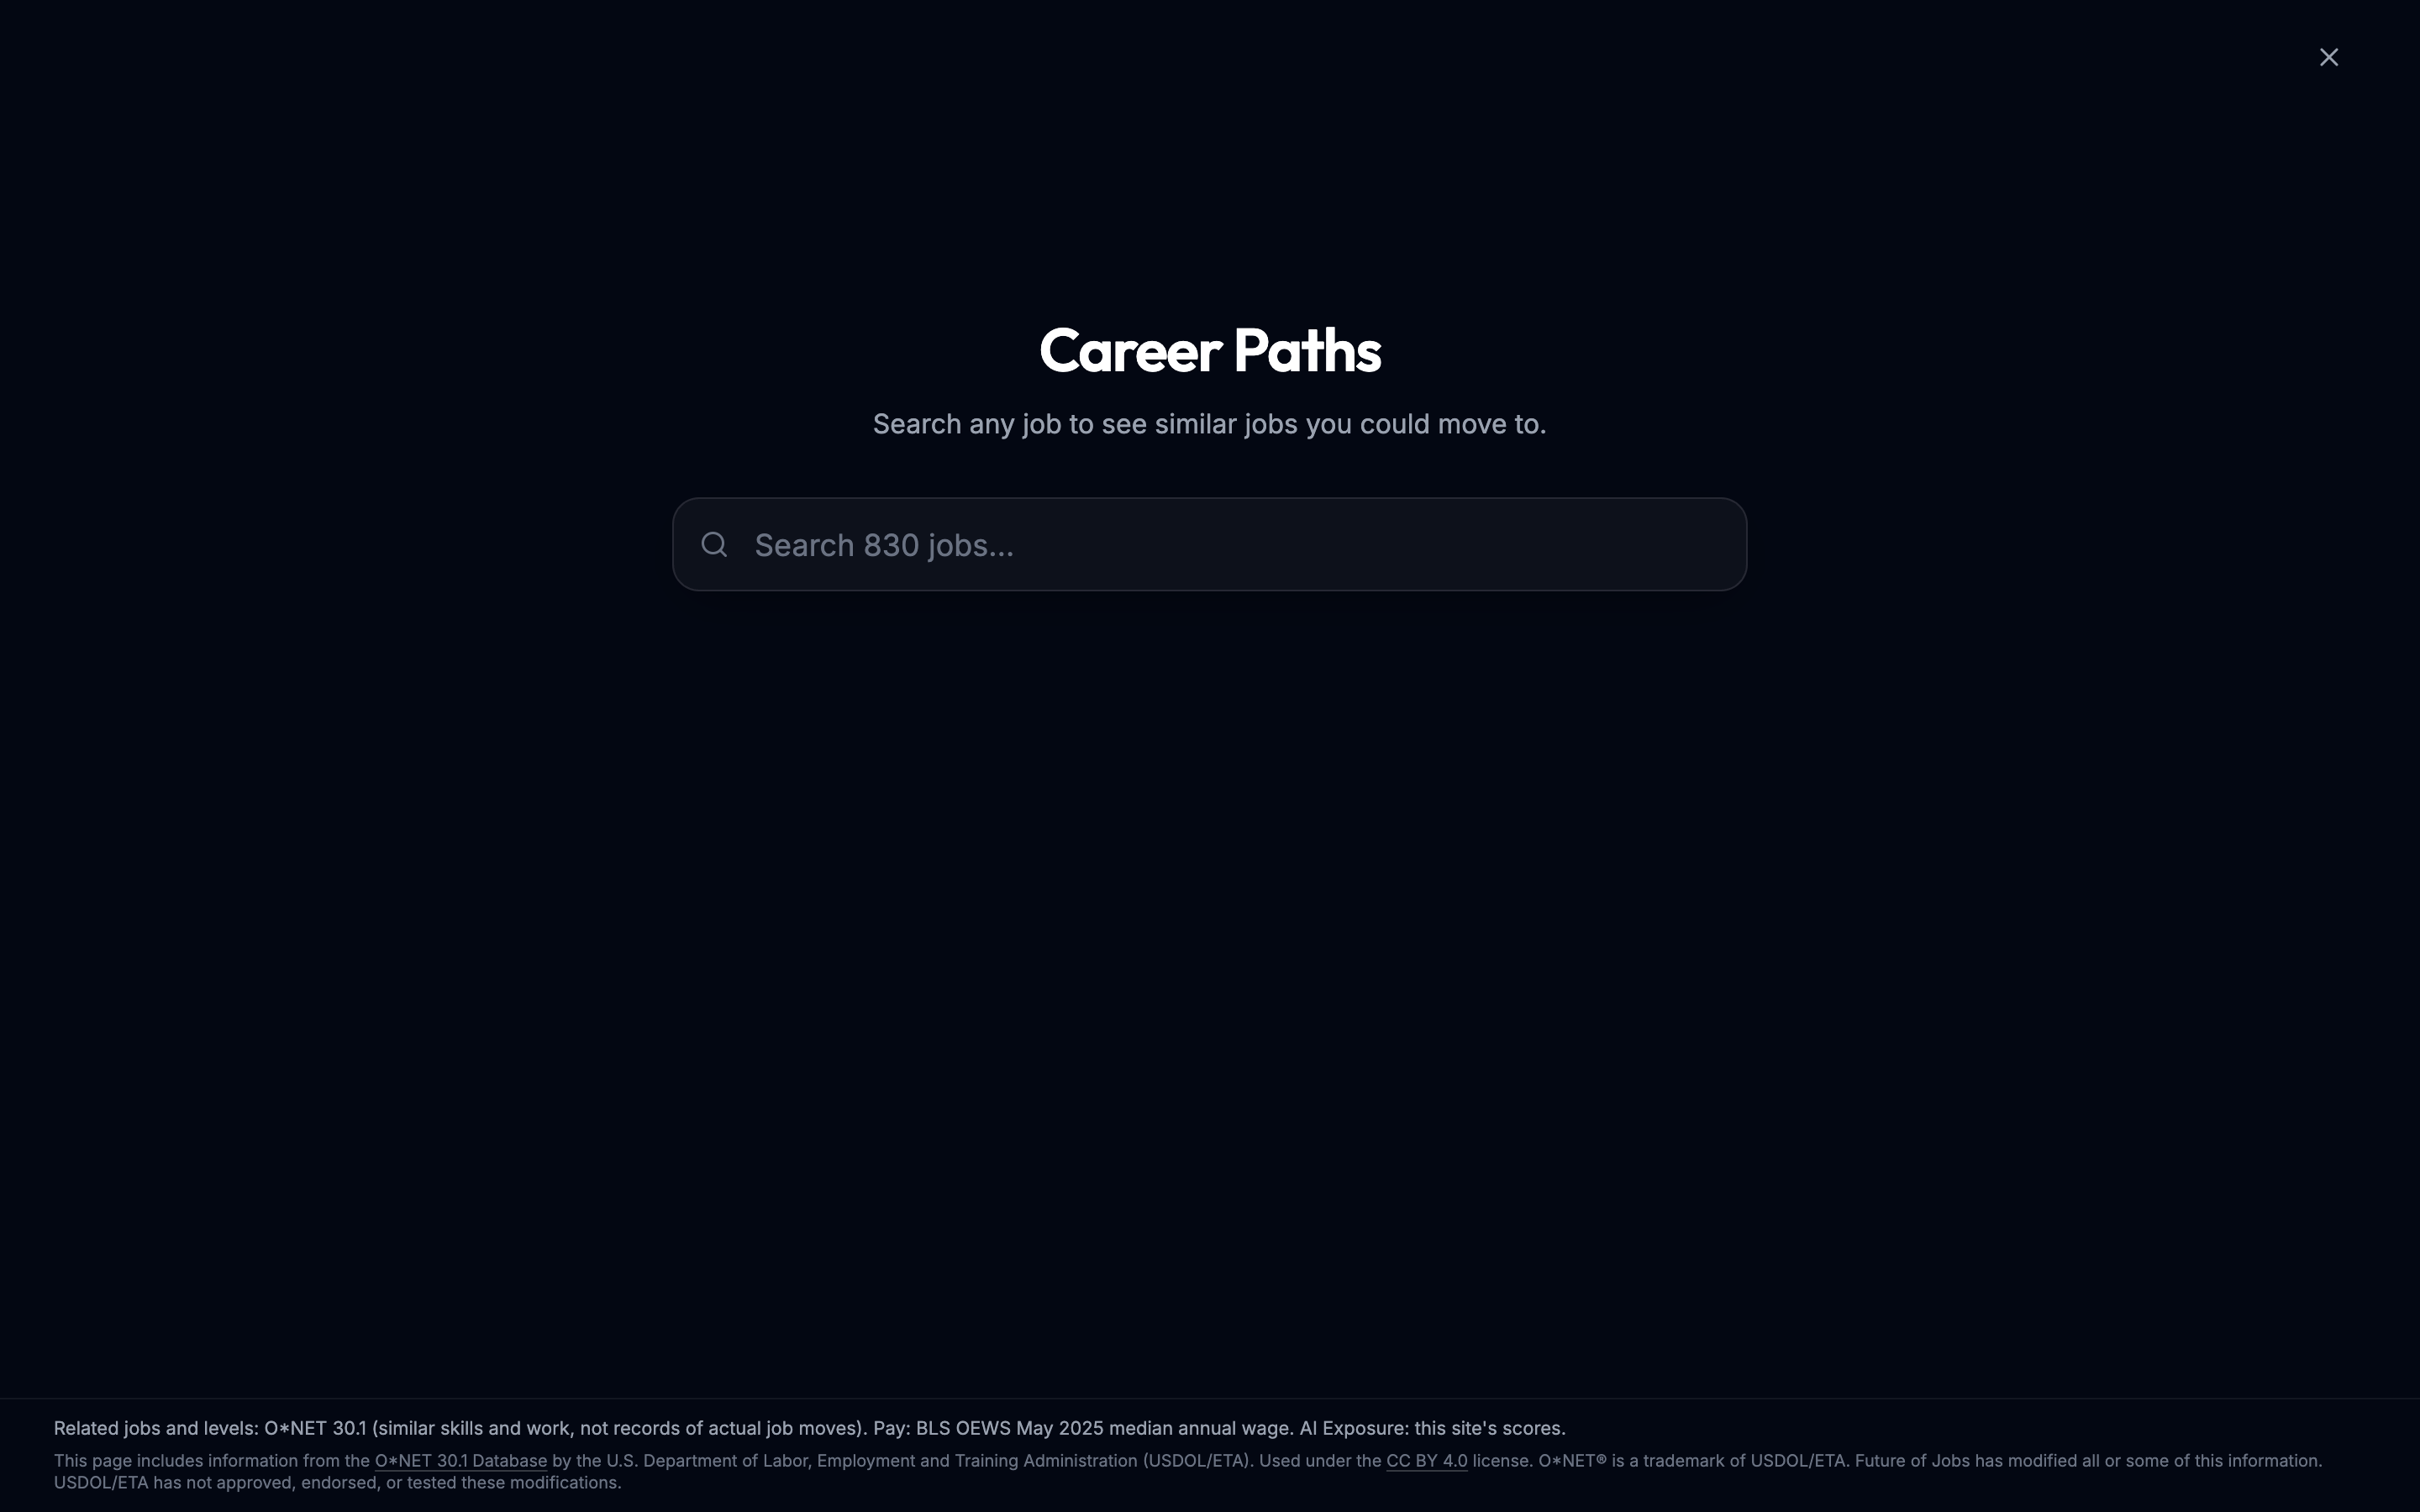 Career Paths
Search any job to see similar jobs you could move to.
Search 830 jobs...
Related jobs and levels: O*NET 30.1 (similar skills and work, not records of actual job moves). Pay: BLS OEWS May 2025 median annual wage. AI Exposure: this site's scores.
This page includes information from the O*NET 30.1 Database by the U.S. Department of Labor, Employment and Training Administration (USDOL/ETA). Used under the CC BY 4.0 license. O*NET® is a trademark of USDOL/ETA. Future of Jobs has modified all or some of this information.
USDOL/ETA has not approved, endorsed, or tested these modifications.